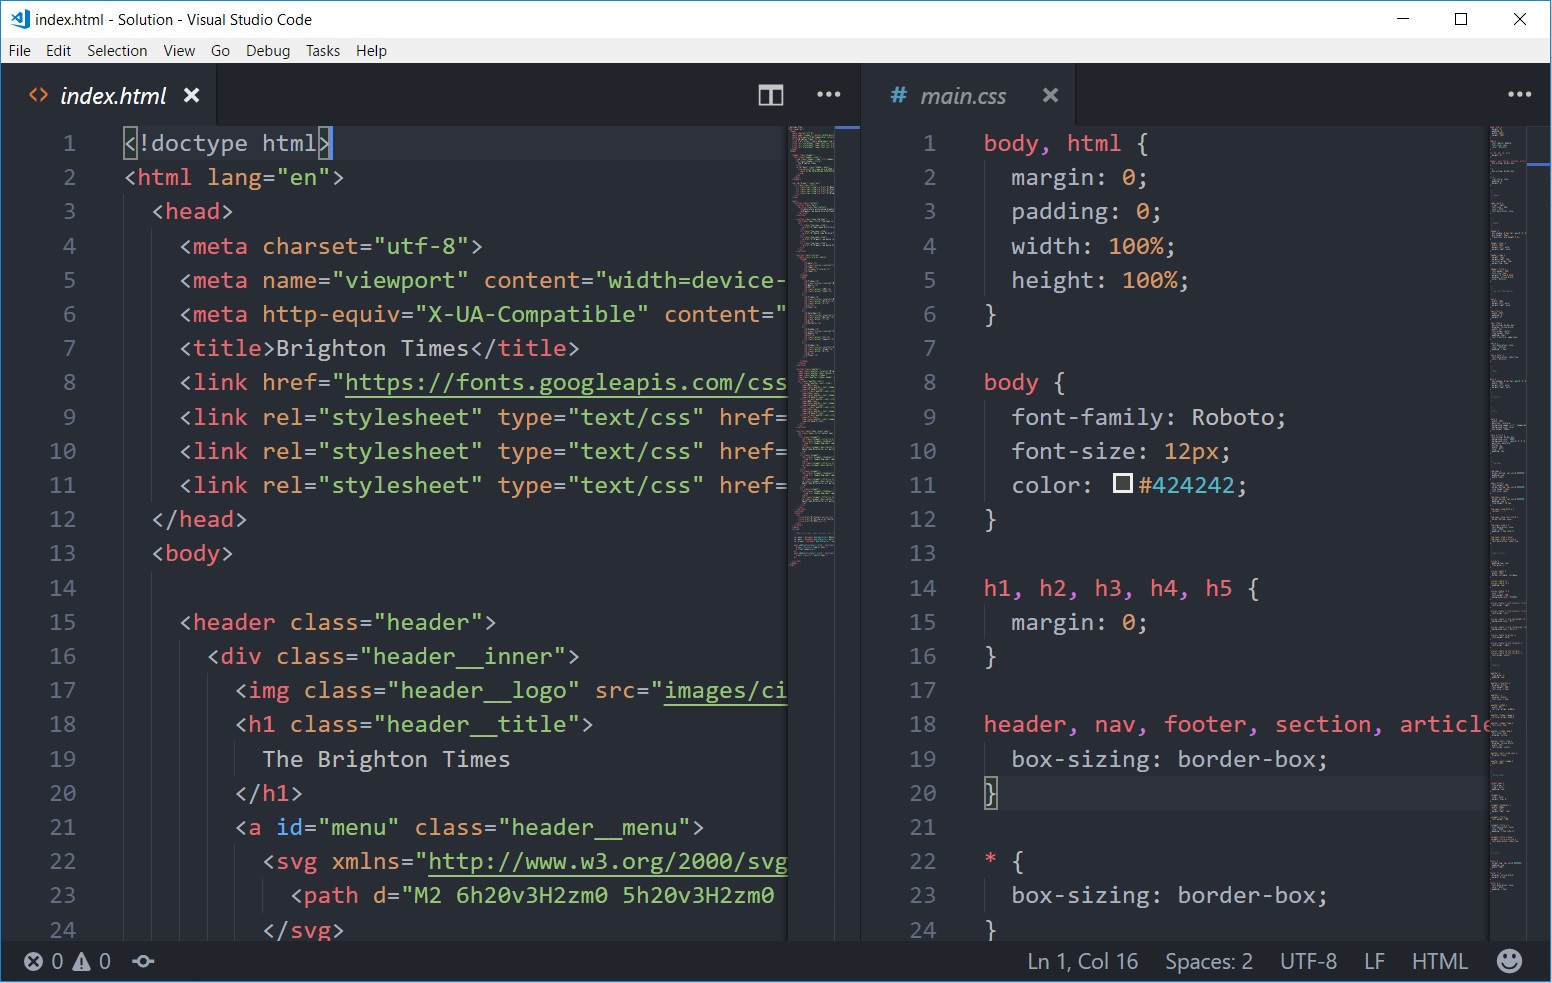 index.html - Solution - Visual Studio Code
File Edit Selection View Go Debug Tasks Help
index.html
1 <!doctype html>
2 <html lang="en">
3 <head>
4 <meta charset="utf-8">
5 <meta name="viewport" content="width=device-
6 <meta http-equiv="X-UA-Compatible" content="
7 <title>Brighton Times</title>
8 <link href="https://fonts.googleapis.com/css
9 <link rel="stylesheet" type="text/css" href=
10 <link rel="stylesheet" type="text/css" href=
11 <link rel="stylesheet" type="text/css" href=
12 </head>
13 <body>
14
15 <header class="header">
16 <div class="header__inner">
17 <img class="header__logo" src="images/ci
18 <h1 class="header__title">
19 The Brighton Times
20 </h1>
21 <a id="menu" class="header__menu">
22 <svg xmlns="http://www.w3.org/2000/svg
23 <path d="M2 6h20v3H2zm0 5h20v3H2zm0
24 </svg>
# main.css
1 body, html {
2 margin: 0;
3 padding: 0;
4 width: 100%;
5 height: 100%;
6 }
7
8 body {
9 font-family: Roboto;
10 font-size: 12px;
11 color: #424242;
12 }
13
14 h1, h2, h3, h4, h5 {
15 margin: 0;
16 }
17
18 header, nav, footer, section, article
19 box-sizing: border-box;
20 }
21
22 * {
23 box-sizing: border-box;
24 }
0 0 Ln 1, Col 16 Spaces: 2 UTF-8 LF HTML